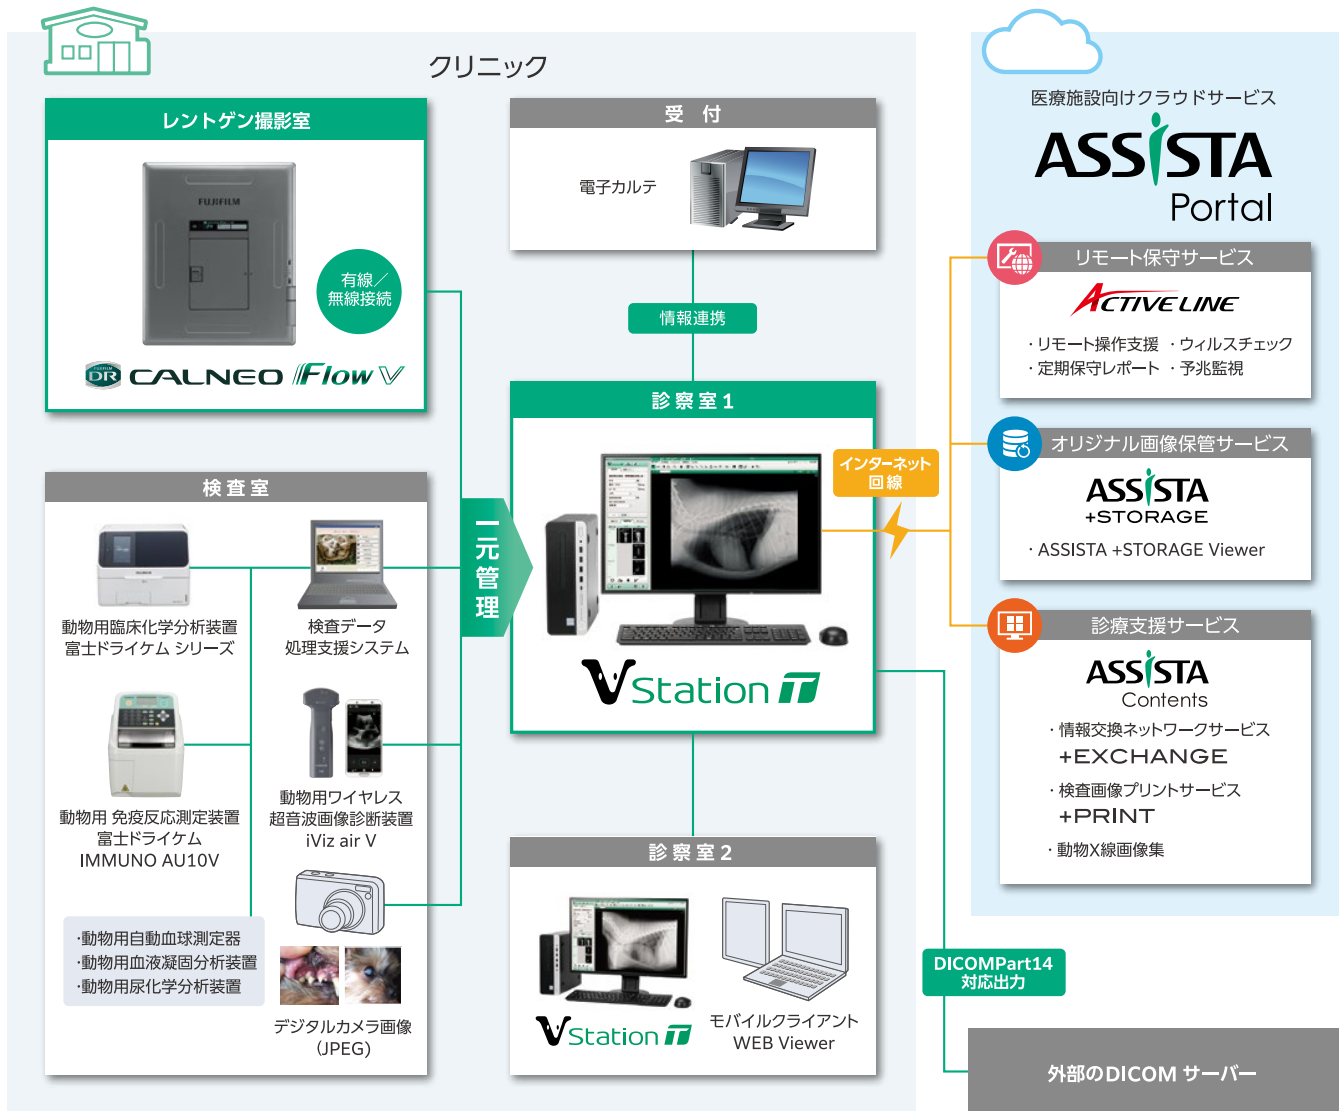 クリニック
レントゲン撮影室
FUJIFILM
有線／
無線接続
FUJIFILM
DR CALNEO Flow V
受 付
電子カルテ
情報連携
診察室1
V Station T
一元管理
検査室
動物用臨床化学分析装置
富士ドライケム シリーズ
検査データ
処理支援システム
動物用 免疫反応測定装置
富士ドライケム
IMMUNO AU10V
動物用ワイヤレス
超音波画像診断装置
iViz air V
・動物用自動血球測定器
・動物用血液凝固分析装置
・動物用尿化学分析装置
デジタルカメラ画像
(JPEG)
診察室2
V Station T
モバイルクライアント
WEB Viewer
インターネット
回線
DICOMPart14
対応出力
外部のDICOM サーバー
医療施設向けクラウドサービス
ASSISTA
Portal
リモート保守サービス
ACTIVE LINE
・リモート操作支援 ・ウィルスチェック
・定期保守レポート ・予兆監視
オリジナル画像保管サービス
ASSISTA
+STORAGE
・ASSISTA +STORAGE Viewer
診療支援サービス
ASSISTA
Contents
・情報交換ネットワークサービス
+EXCHANGE
・検査画像プリントサービス
+PRINT
・動物X線画像集